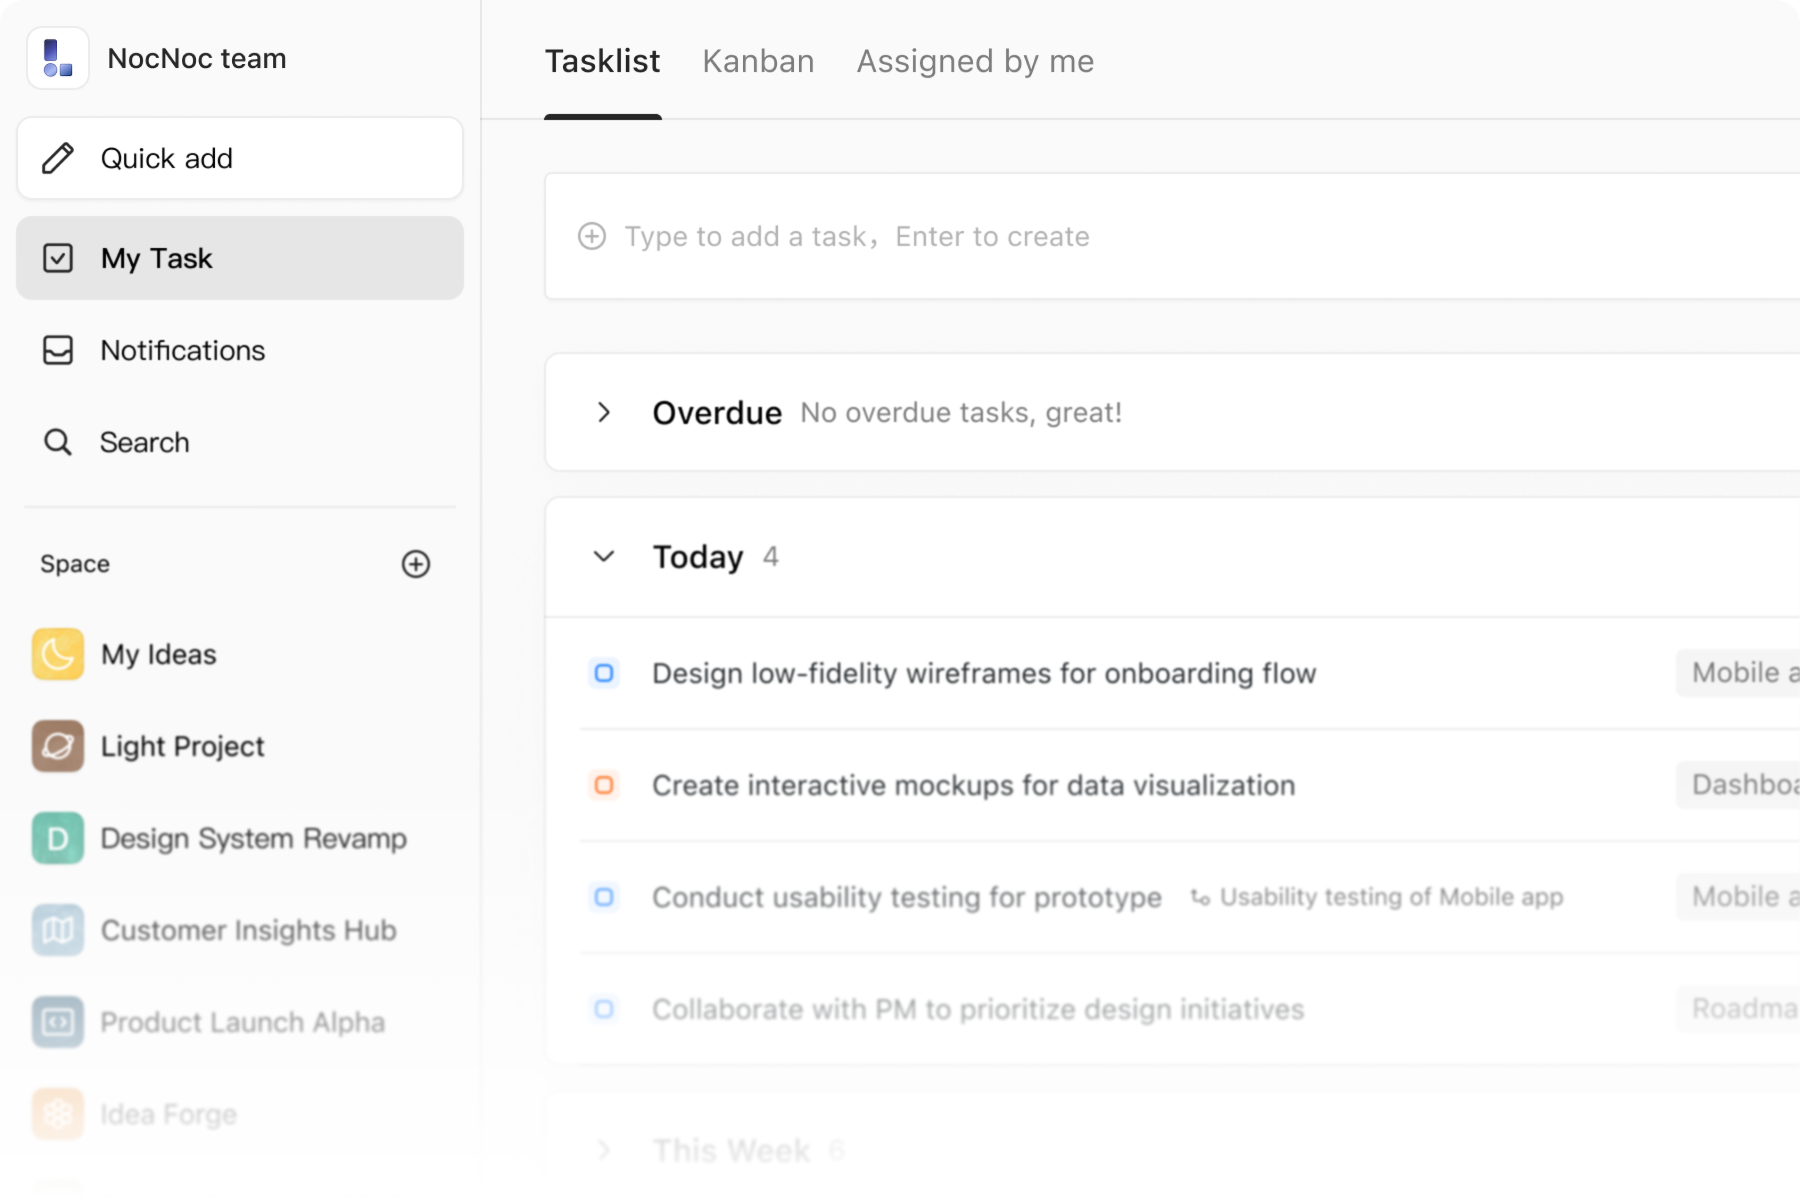 NocNoc team
Quick add
My Task
Notifications
Search
Space
My Ideas
Light Project
D
Design System Revamp
Customer Insights Hub
Product Launch Alpha
Idea Forge
Tasklist
Kanban
Assigned by me
Type to add a task，Enter to create
Overdue No overdue tasks, great!
Today 4
Design low-fidelity wireframes for onboarding flow
Mobile a
Create interactive mockups for data visualization
Dashboa
Conduct usability testing for prototype Usability testing of Mobile app
Mobile a
Collaborate with PM to prioritize design initiatives
Roadma
This Week 6